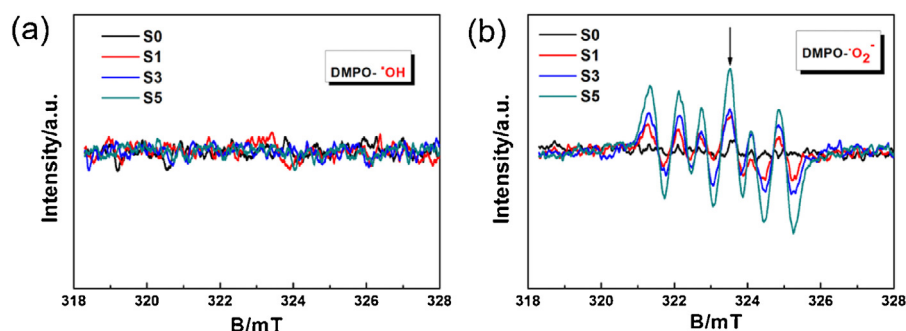 (a)
S0
S1
S3
S5
DMPO- •OH
Intensity/a.u.
318 320 322 324 326 328
B/mT
(b)
S0
S1
S3
S5
DMPO-·O2-
Intensity/a.u.
318 320 322 324 326 328
B/mT